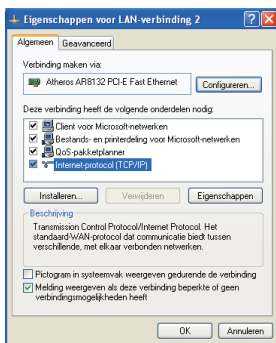 Eigenschappen voor LAN-verbinding 2
Algemeen Geavanceerd
Verbinding maken via:
Atheros AR8132 PCI-E Fast Ethernet
Configureren...
Deze verbinding heeft de volgende onderdelen nodig:
Client voor Microsoft-netwerken
Bestands- en printerdeling voor Microsoft-netwerken
QoS-pakketplanner
Internet-protocol (TCP/IP)
Installeren... Verwijderen Eigenschappen
Beschrijving
Transmission Control Protocol/Internet Protocol. Het
standaard-WAN-protocol dat communicatie biedt tussen
verschillende, met elkaar verbonden netwerken.
Pictogram in systeemvak weergeven gedurende de verbinding
Melding weergeven als deze verbinding beperkte of geen
verbindingsmogelijkheden heeft
OK Annuleren